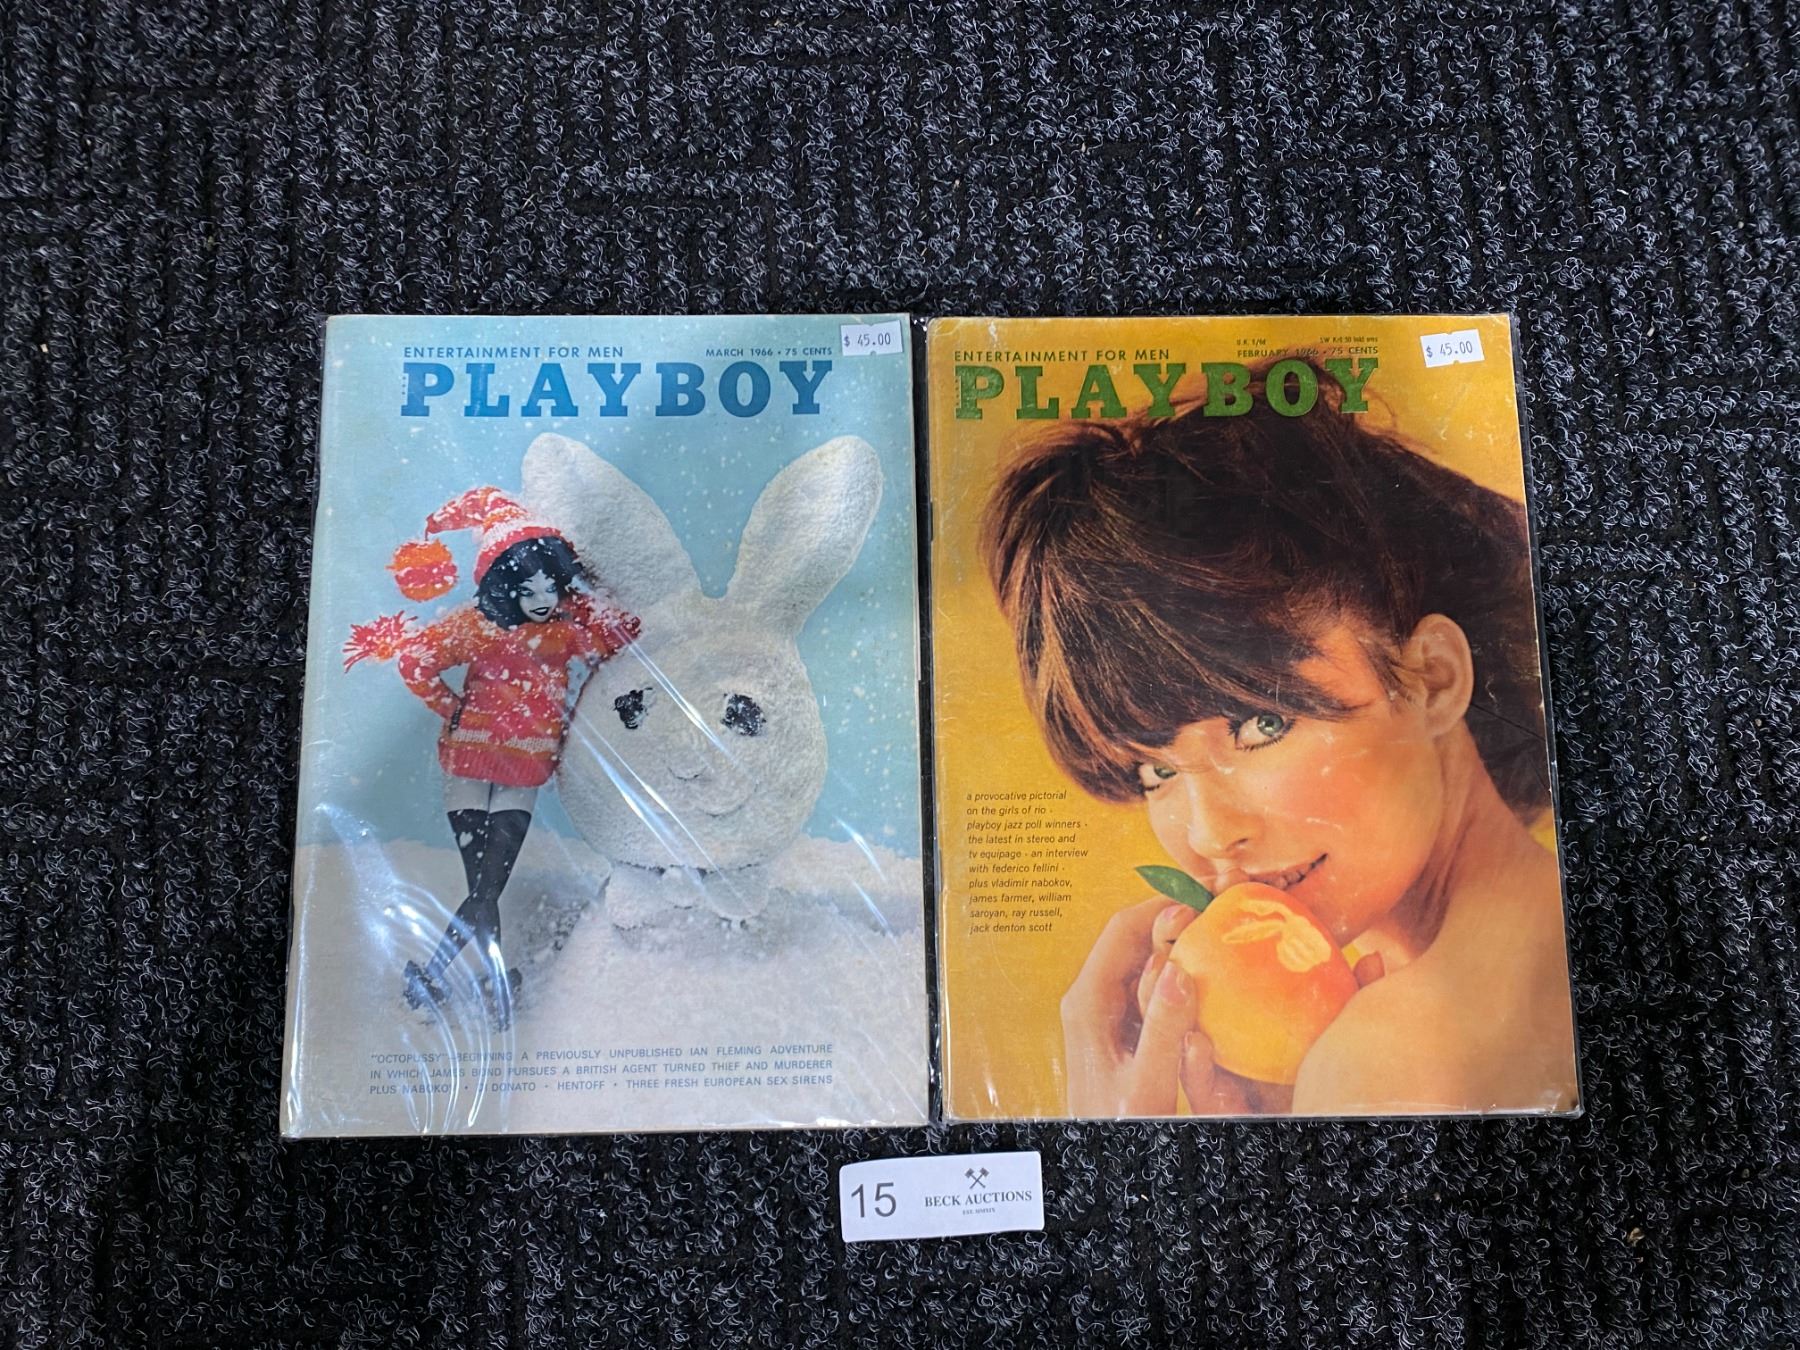 ENTERTAINMENT FOR MEN
MARCH 1966 • 75 CENTS
$ 45.00
PLAYBOY
"OCTOPUSSY"—BEGINNING A PREVIOUSLY UNPUBLISHED IAN FLEMING ADVENTURE
IN WHICH JAMES BOND PURSUES A BRITISH AGENT TURNED THIEF AND MURDERER
PLUS NABOKOV • DI DONATO • HENTOFF • THREE FRESH EUROPEAN SEX SIRENS
ENTERTAINMENT FOR MEN
FEBRUARY 1966 • 75 CENTS
$ 45.00
PLAYBOY
a provocative pictorial
on the girls of rio •
playboy jazz poll winners •
the latest in stereo and
tv equipage • an interview
with federico fellini •
plus vladimir nabokov,
james farmer, william
saroyan, ray russell,
jack denton scott
15
BECK AUCTIONS
EST. MMXIX